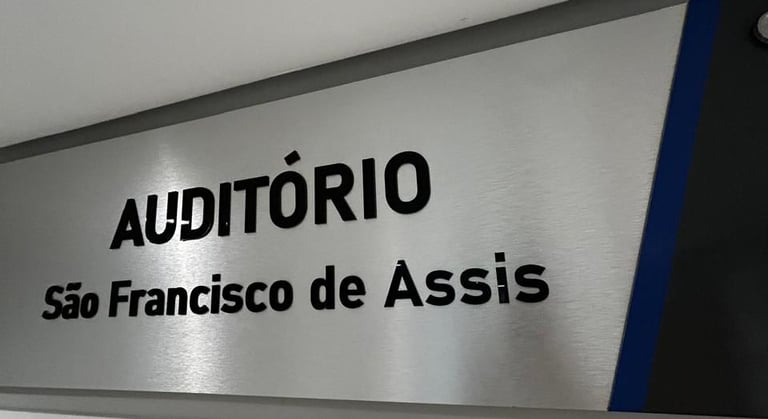 AUDITÓRIO
São Francisco de Assis